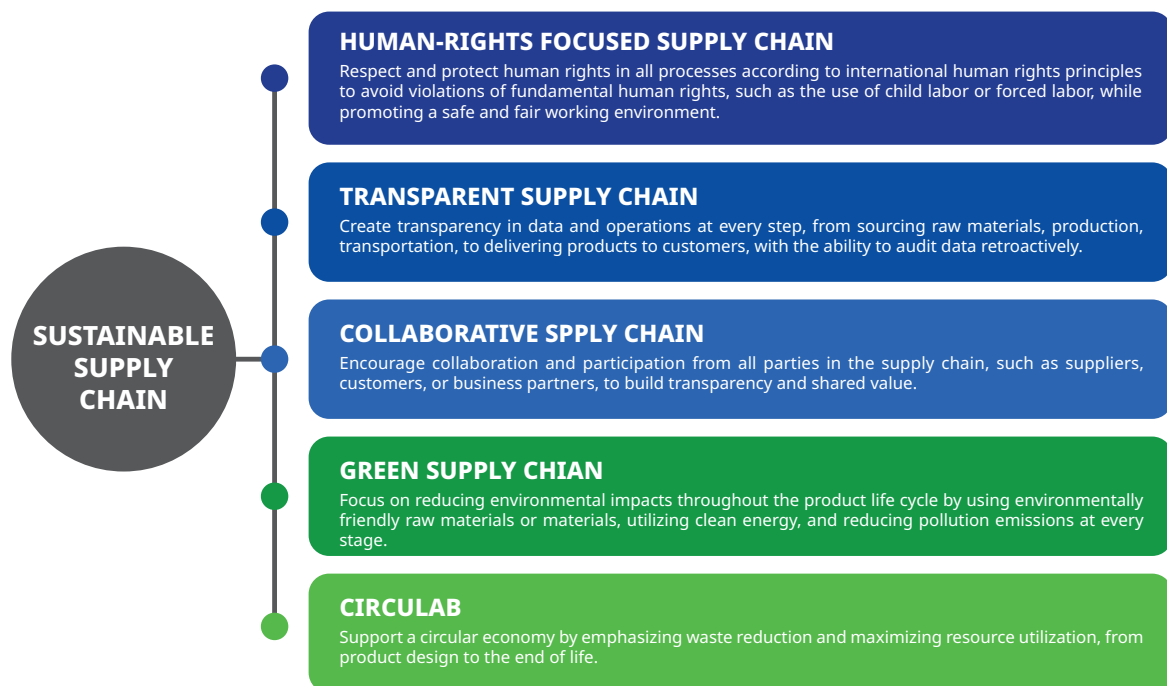 HUMAN-RIGHTS FOCUSED SUPPLY CHAIN
Respect and protect human rights in all processes according to international human rights principles
to avoid violations of fundamental human rights, such as the use of child labor or forced labor, while
promoting a safe and fair working environment.
TRANSPARENT SUPPLY CHAIN
Create transparency in data and operations at every step, from sourcing raw materials, production,
transportation, to delivering products to customers, with the ability to audit data retroactively.
SUSTAINABLE
SUPPLY
CHAIN
COLLABORATIVE SPPLY CHAIN
Encourage collaboration and participation from all parties in the supply chain, such as suppliers,
customers, or business partners, to build transparency and shared value.
GREEN SUPPLY CHIAN
Focus on reducing environmental impacts throughout the product life cycle by using environmentally
friendly raw materials or materials, utilizing clean energy, and reducing pollution emissions at every
stage.
CIRCULAB
Support a circular economy by emphasizing waste reduction and maximizing resource utilization, from
product design to the end of life.